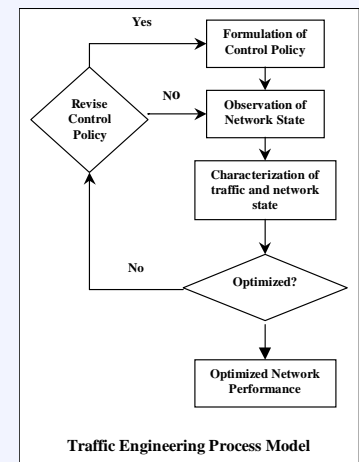 Yes
Formulation of
Control Policy
Revise
Control
Policy
NO
Observation of
Network State
Characterization of
traffic and network
state
No
Optimized?
Optimized Network
Performance
Traffic Engineering Process Model